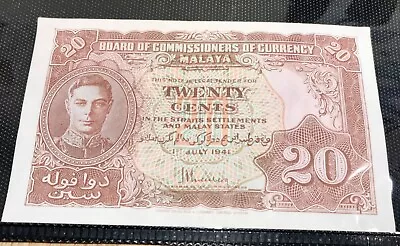 20
20
BOARD OF COMMISSIONERS OF CURRENCY
MALAYA
THIS NOTE IS LEGAL TENDER FOR
TWENTY
CENTS
IN THE STRAITS SETTLEMENTS
AND MALAY STATES
1ST JULY 1941
دوا فوله
سين
20